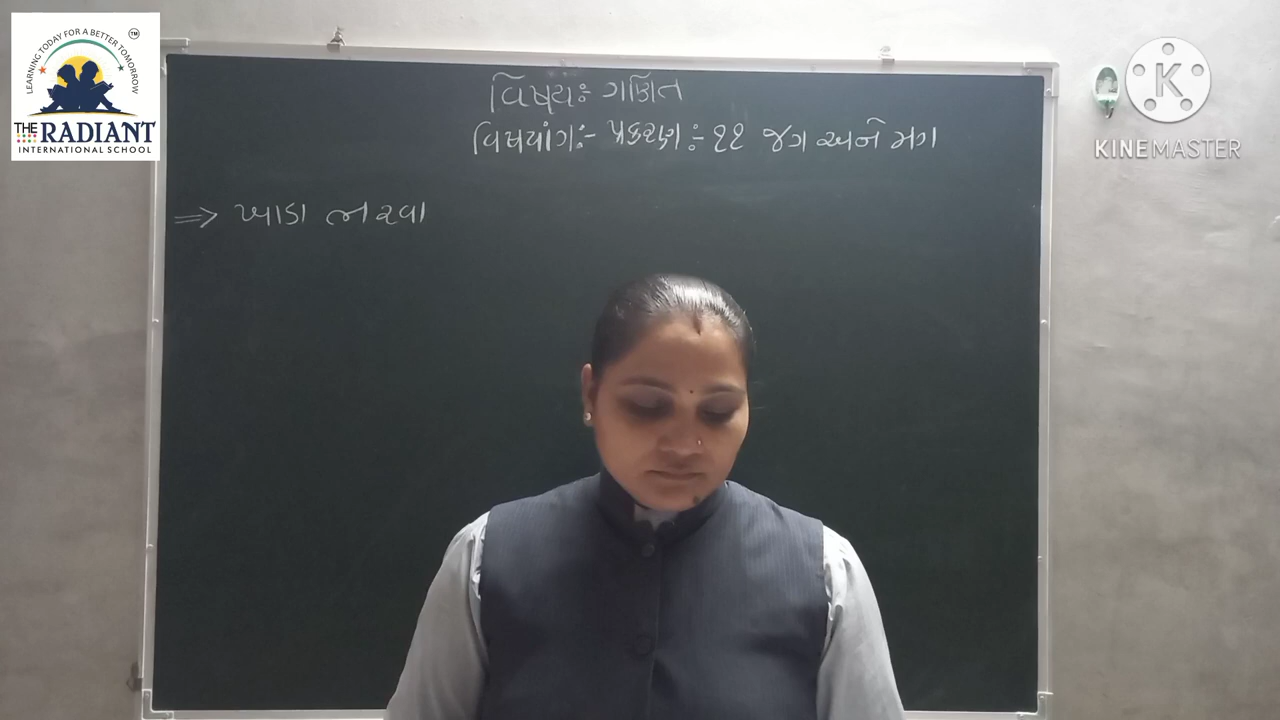 LEARNING TODAY FOR A BETTER TOMORROW
TM
THE RADIANT
INTERNATIONAL SCHOOL
K
KINEMASTER
વિષયઃ ગણિત
વિષયાંગઃ- પ્રકરણ :- ૧૧ જગ અને મગ
⇒ ખાડા ભરવા